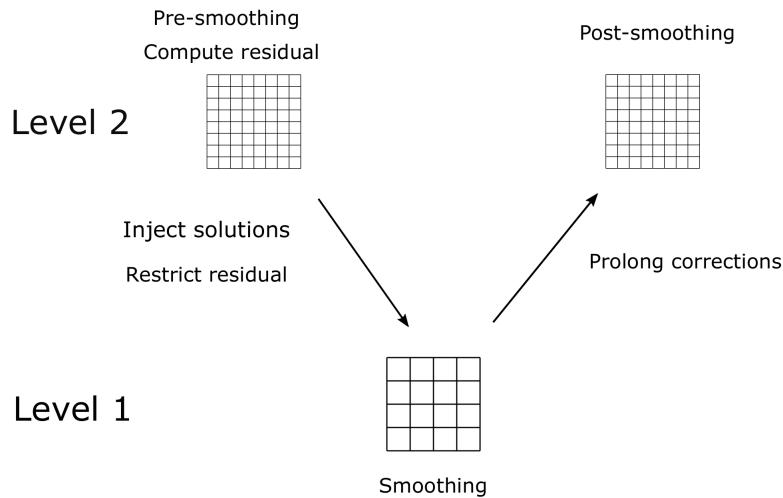 Pre-smoothing
Compute residual
Post-smoothing
Level 2
Inject solutions
Restrict residual
Prolong corrections
Level 1
Smoothing